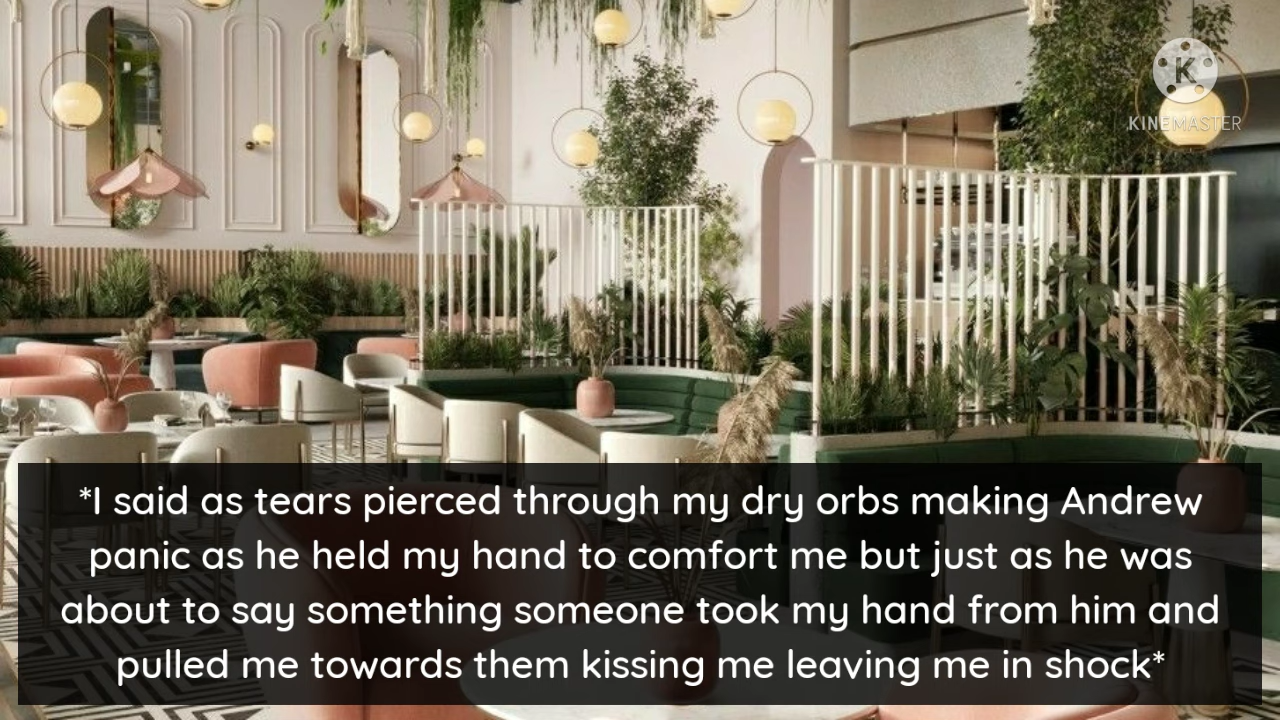 K
KINEMASTER
*I said as tears pierced through my dry orbs making Andrew
panic as he held my hand to comfort me but just as he was
about to say something someone took my hand from him and
pulled me towards them kissing me leaving me in shock*